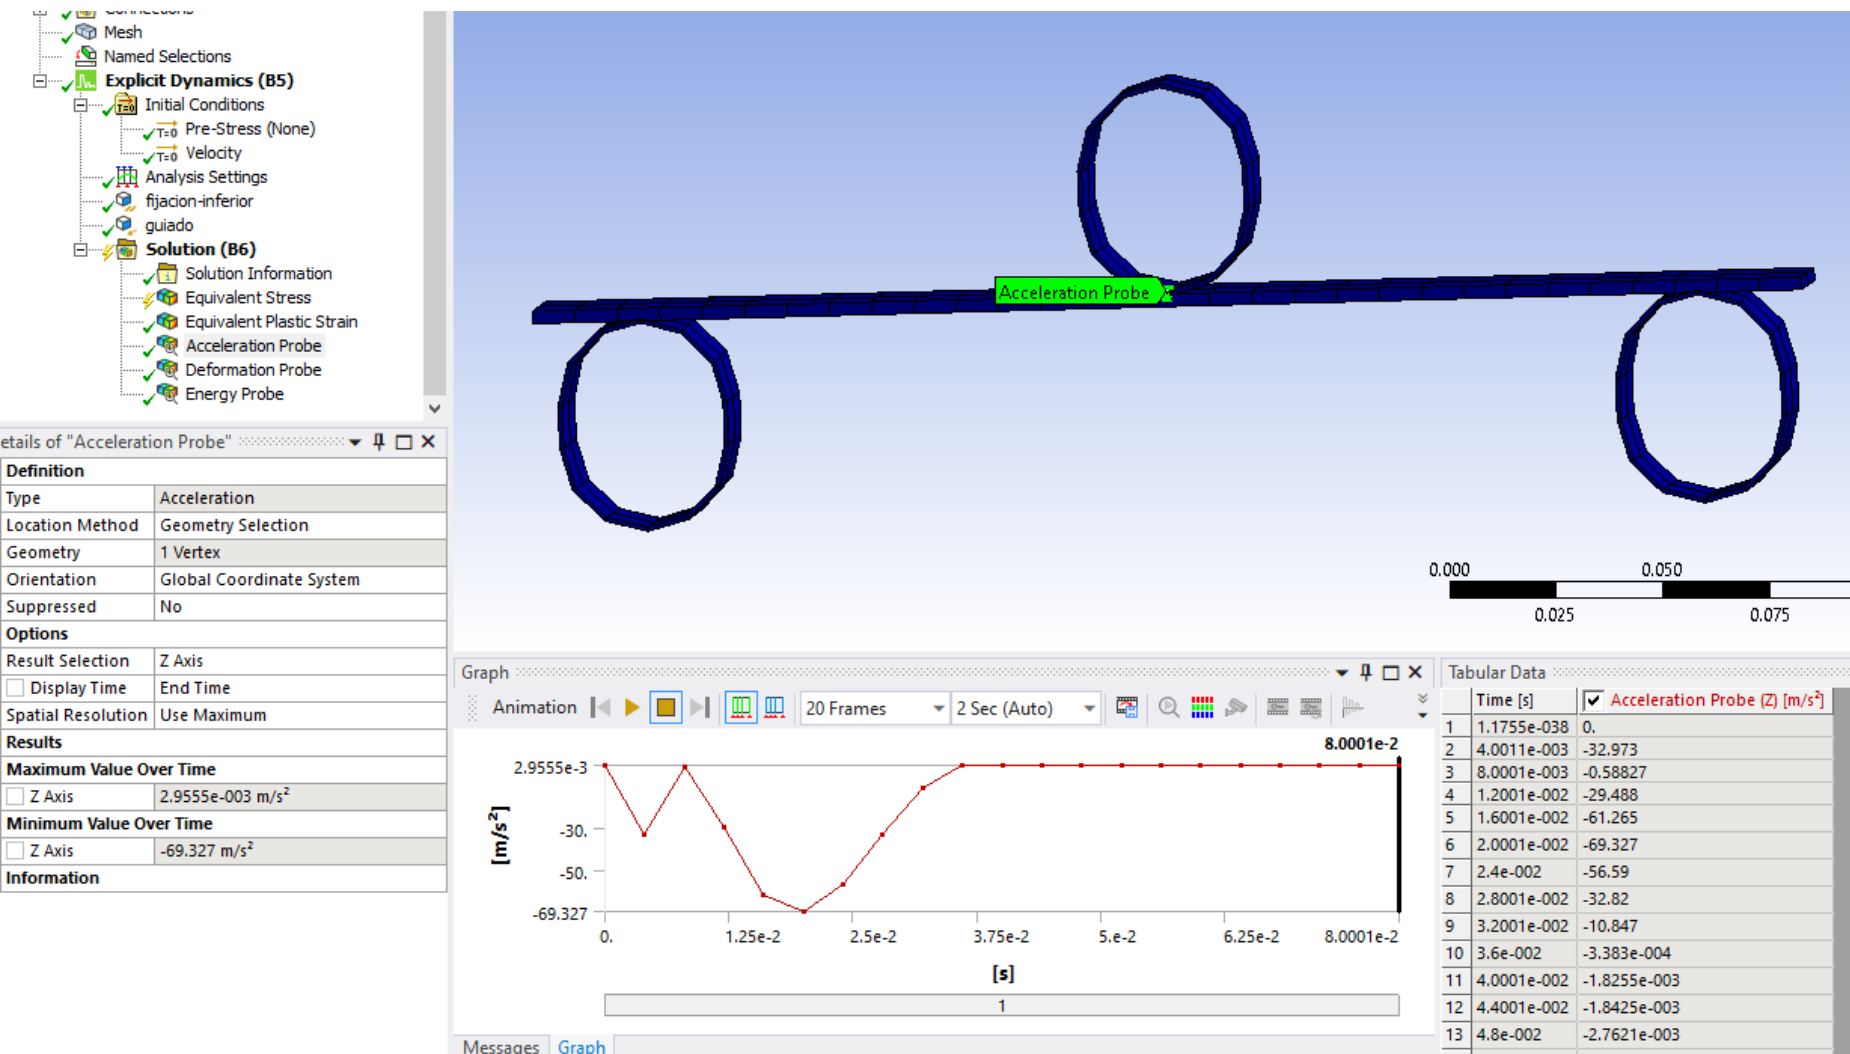 Connections
Mesh
Named Selections
Explicit Dynamics (B5)
Initial Conditions
T=0 Pre-Stress (None)
T=0 Velocity
Analysis Settings
fijacion-inferior
guiado
Solution (B6)
Solution Information
Equivalent Stress
Equivalent Plastic Strain
Acceleration Probe
Deformation Probe
Energy Probe
etails of "Acceleration Probe"
Definition
Type Acceleration
Location Method Geometry Selection
Geometry 1 Vertex
Orientation Global Coordinate System
Suppressed No
Options
Result Selection Z Axis
Display Time End Time
Spatial Resolution Use Maximum
Results
Maximum Value Over Time
Z Axis 2.9555e-003 m/s²
Minimum Value Over Time
Z Axis -69.327 m/s²
Information
Acceleration Probe
0.000 0.050
0.025 0.075
Graph
Animation 20 Frames 2 Sec (Auto)
8.0001e-2
2.9555e-3
-30.
-50.
-69.327
[m/s²]
0. 1.25e-2 2.5e-2 3.75e-2 5.e-2 6.25e-2 8.0001e-2
[s]
1
Messages Graph
Tabular Data
Time [s] Acceleration Probe (Z) [m/s²]
1 1.1755e-038 0.
2 4.0011e-003 -32.973
3 8.0001e-003 -0.58827
4 1.2001e-002 -29.488
5 1.6001e-002 -61.265
6 2.0001e-002 -69.327
7 2.4e-002 -56.59
8 2.8001e-002 -32.82
9 3.2001e-002 -10.847
10 3.6e-002 -3.383e-004
11 4.0001e-002 -1.8255e-003
12 4.4001e-002 -1.8425e-003
13 4.8e-002 -2.7621e-003